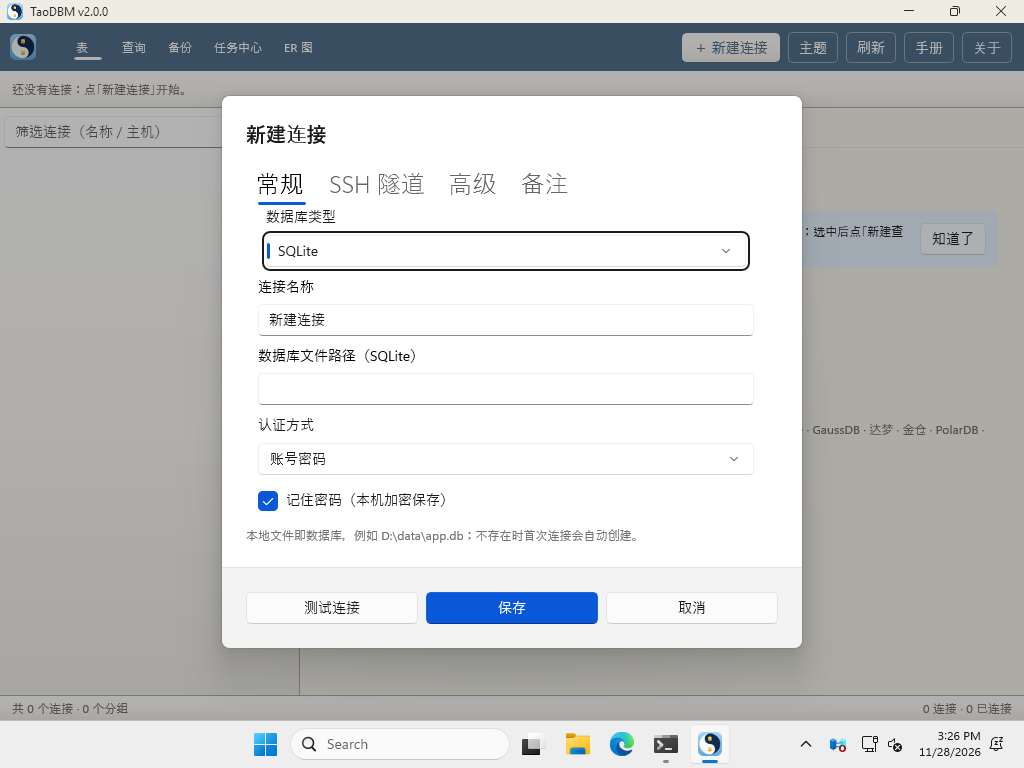 TaoDBM v2.0.0
表 查询 备份 任务中心 ER 图 + 新建连接 主题 刷新 手册 关于
还没有连接：点「新建连接」开始。
筛选连接（名称 / 主机）
新建连接
常规 SSH 隧道 高级 备注
数据库类型
SQLite
连接名称
新建连接
数据库文件路径（SQLite）
认证方式
账号密码
记住密码（本机加密保存）
本地文件即数据库，例如 D:\data\app.db；不存在时首次连接会自动创建。
测试连接 保存 取消
：选中后点「新建查
知道了
· GaussDB · 达梦 · 金仓 · PolarDB ·
共 0 个连接 · 0 个分组
0 连接 · 0 已连接
Search
3:26 PM
11/28/2026